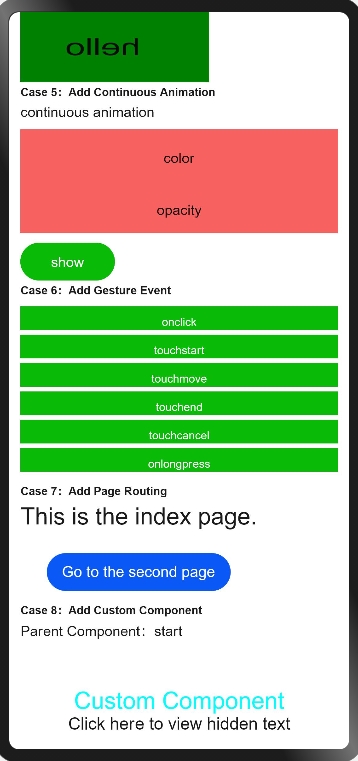 hello
Case 5：Add Continuous Animation
continuous animation
color
opacity
show
Case 6：Add Gesture Event
onclick
touchstart
touchmove
touchend
touchcancel
onlongpress
Case 7：Add Page Routing
This is the index page.
Go to the second page
Case 8：Add Custom Component
Parent Component：start
Custom Component
Click here to view hidden text